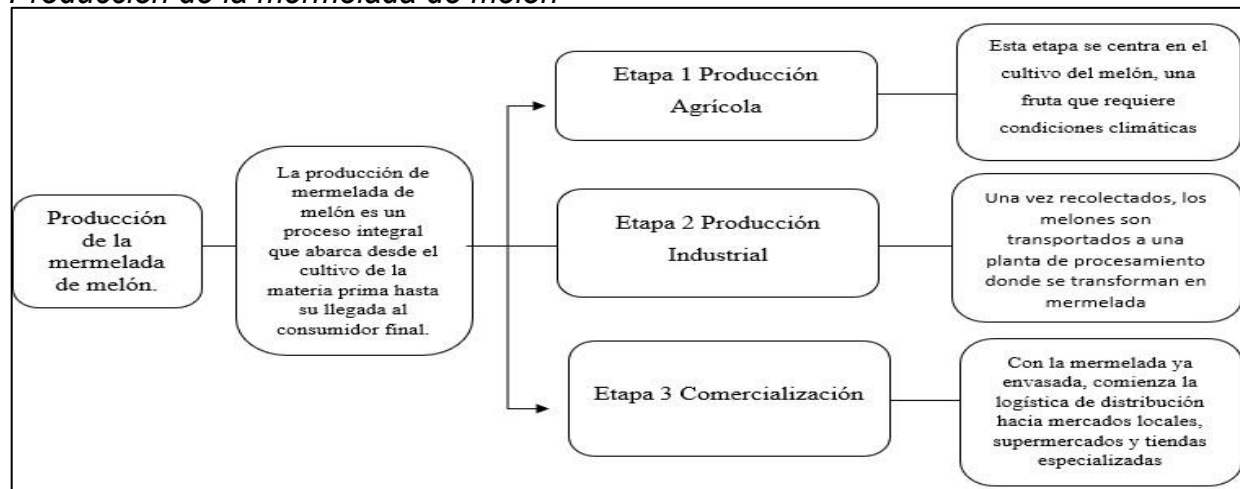 Producción de la mermelada de melón
Producción
de la
mermelada
de melón.
La producción de
mermelada de
melón es un
proceso integral
que abarca desde el
cultivo de la
materia prima hasta
su llegada al
consumidor final.
Etapa 1 Producción
Agrícola
Esta etapa se centra en el
cultivo del melón, una
fruta que requiere
condiciones climáticas
Etapa 2 Producción
Industrial
Una vez recolectados, los
melones son
transportados a una
planta de procesamiento
donde se transforman en
mermelada
Etapa 3 Comercialización
Con la mermelada ya
envasada, comienza la
logística de distribución
hacia mercados locales,
supermercados y tiendas
especializadas